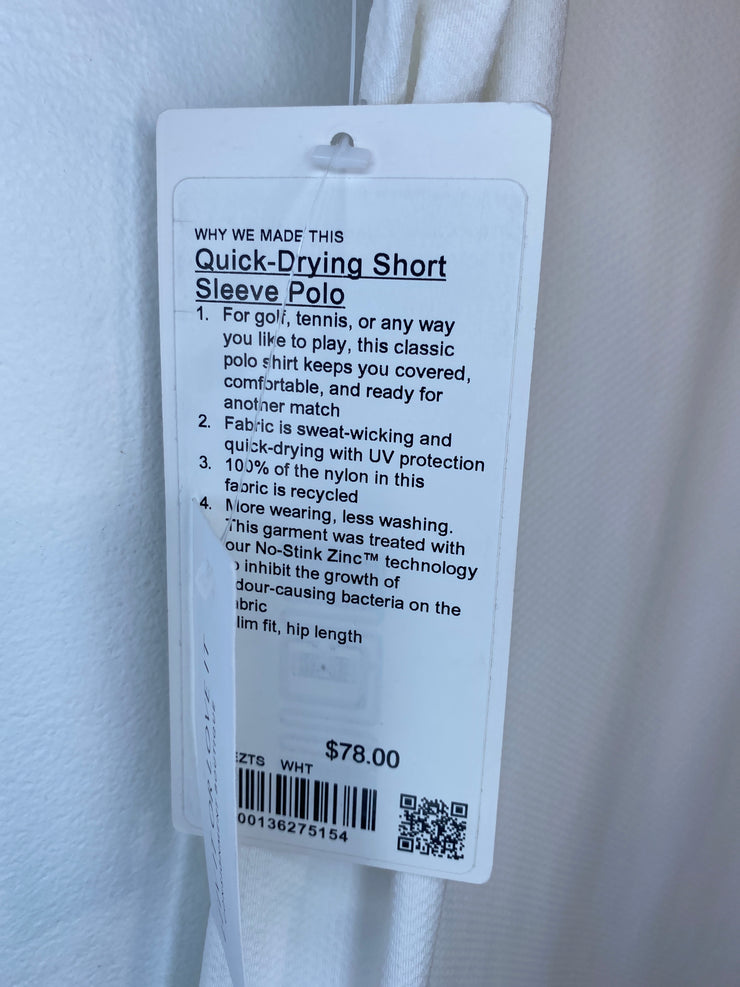 WHY WE MADE THIS
Quick-Drying Short
Sleeve Polo
1. For golf, tennis, or any way
you like to play, this classic
polo shirt keeps you covered,
comfortable, and ready for
another match
2. Fabric is sweat-wicking and
quick-drying with UV protection
3. 100% of the nylon in this
fabric is recycled
4. More wearing, less washing.
This garment was treated with
our No-Stink Zinc™ technology
inhibit the growth of
dour-causing bacteria on the
abric
lim fit, hip length
$78.00
EZTS WHT
00136275154